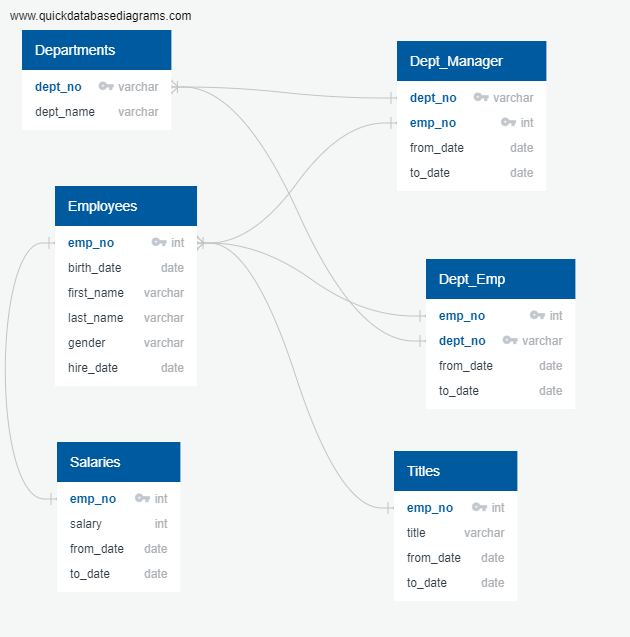 www.quickdatabasediagrams.com
Departments
dept_no varchar
dept_name varchar
Dept_Manager
dept_no varchar
emp_no int
from_date date
to_date date
Employees
emp_no int
birth_date date
first_name varchar
last_name varchar
gender varchar
hire_date date
Dept_Emp
emp_no int
dept_no varchar
from_date date
to_date date
Salaries
emp_no int
salary int
from_date date
to_date date
Titles
emp_no int
title varchar
from_date date
to_date date